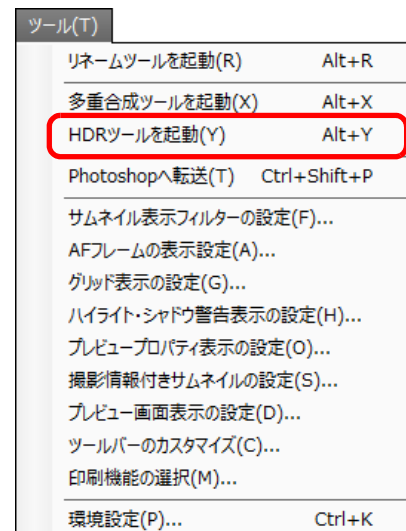 ツール(T)
リネームツールを起動(R) Alt+R
多重合成ツールを起動(X) Alt+X
HDRツールを起動(Y) Alt+Y
Photoshopへ転送(T) Ctrl+Shift+P
サムネイル表示フィルターの設定(F)...
AFフレームの表示設定(A)...
グリッド表示の設定(G)...
ハイライト・シャドウ警告表示の設定(H)...
プレビュープロパティ表示の設定(O)...
撮影情報付きサムネイルの設定(S)...
プレビュー画面表示の設定(D)...
ツールバーのカスタマイズ(C)...
印刷機能の選択(M)...
環境設定(P)... Ctrl+K